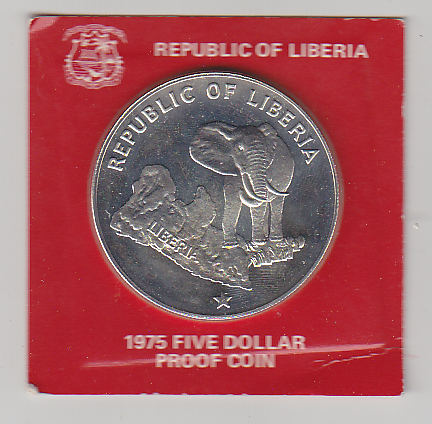 REPUBLIC OF LIBERIA
REPUBLIC OF LIBERIA
LIBERIA
1975 FIVE DOLLAR
PROOF COIN